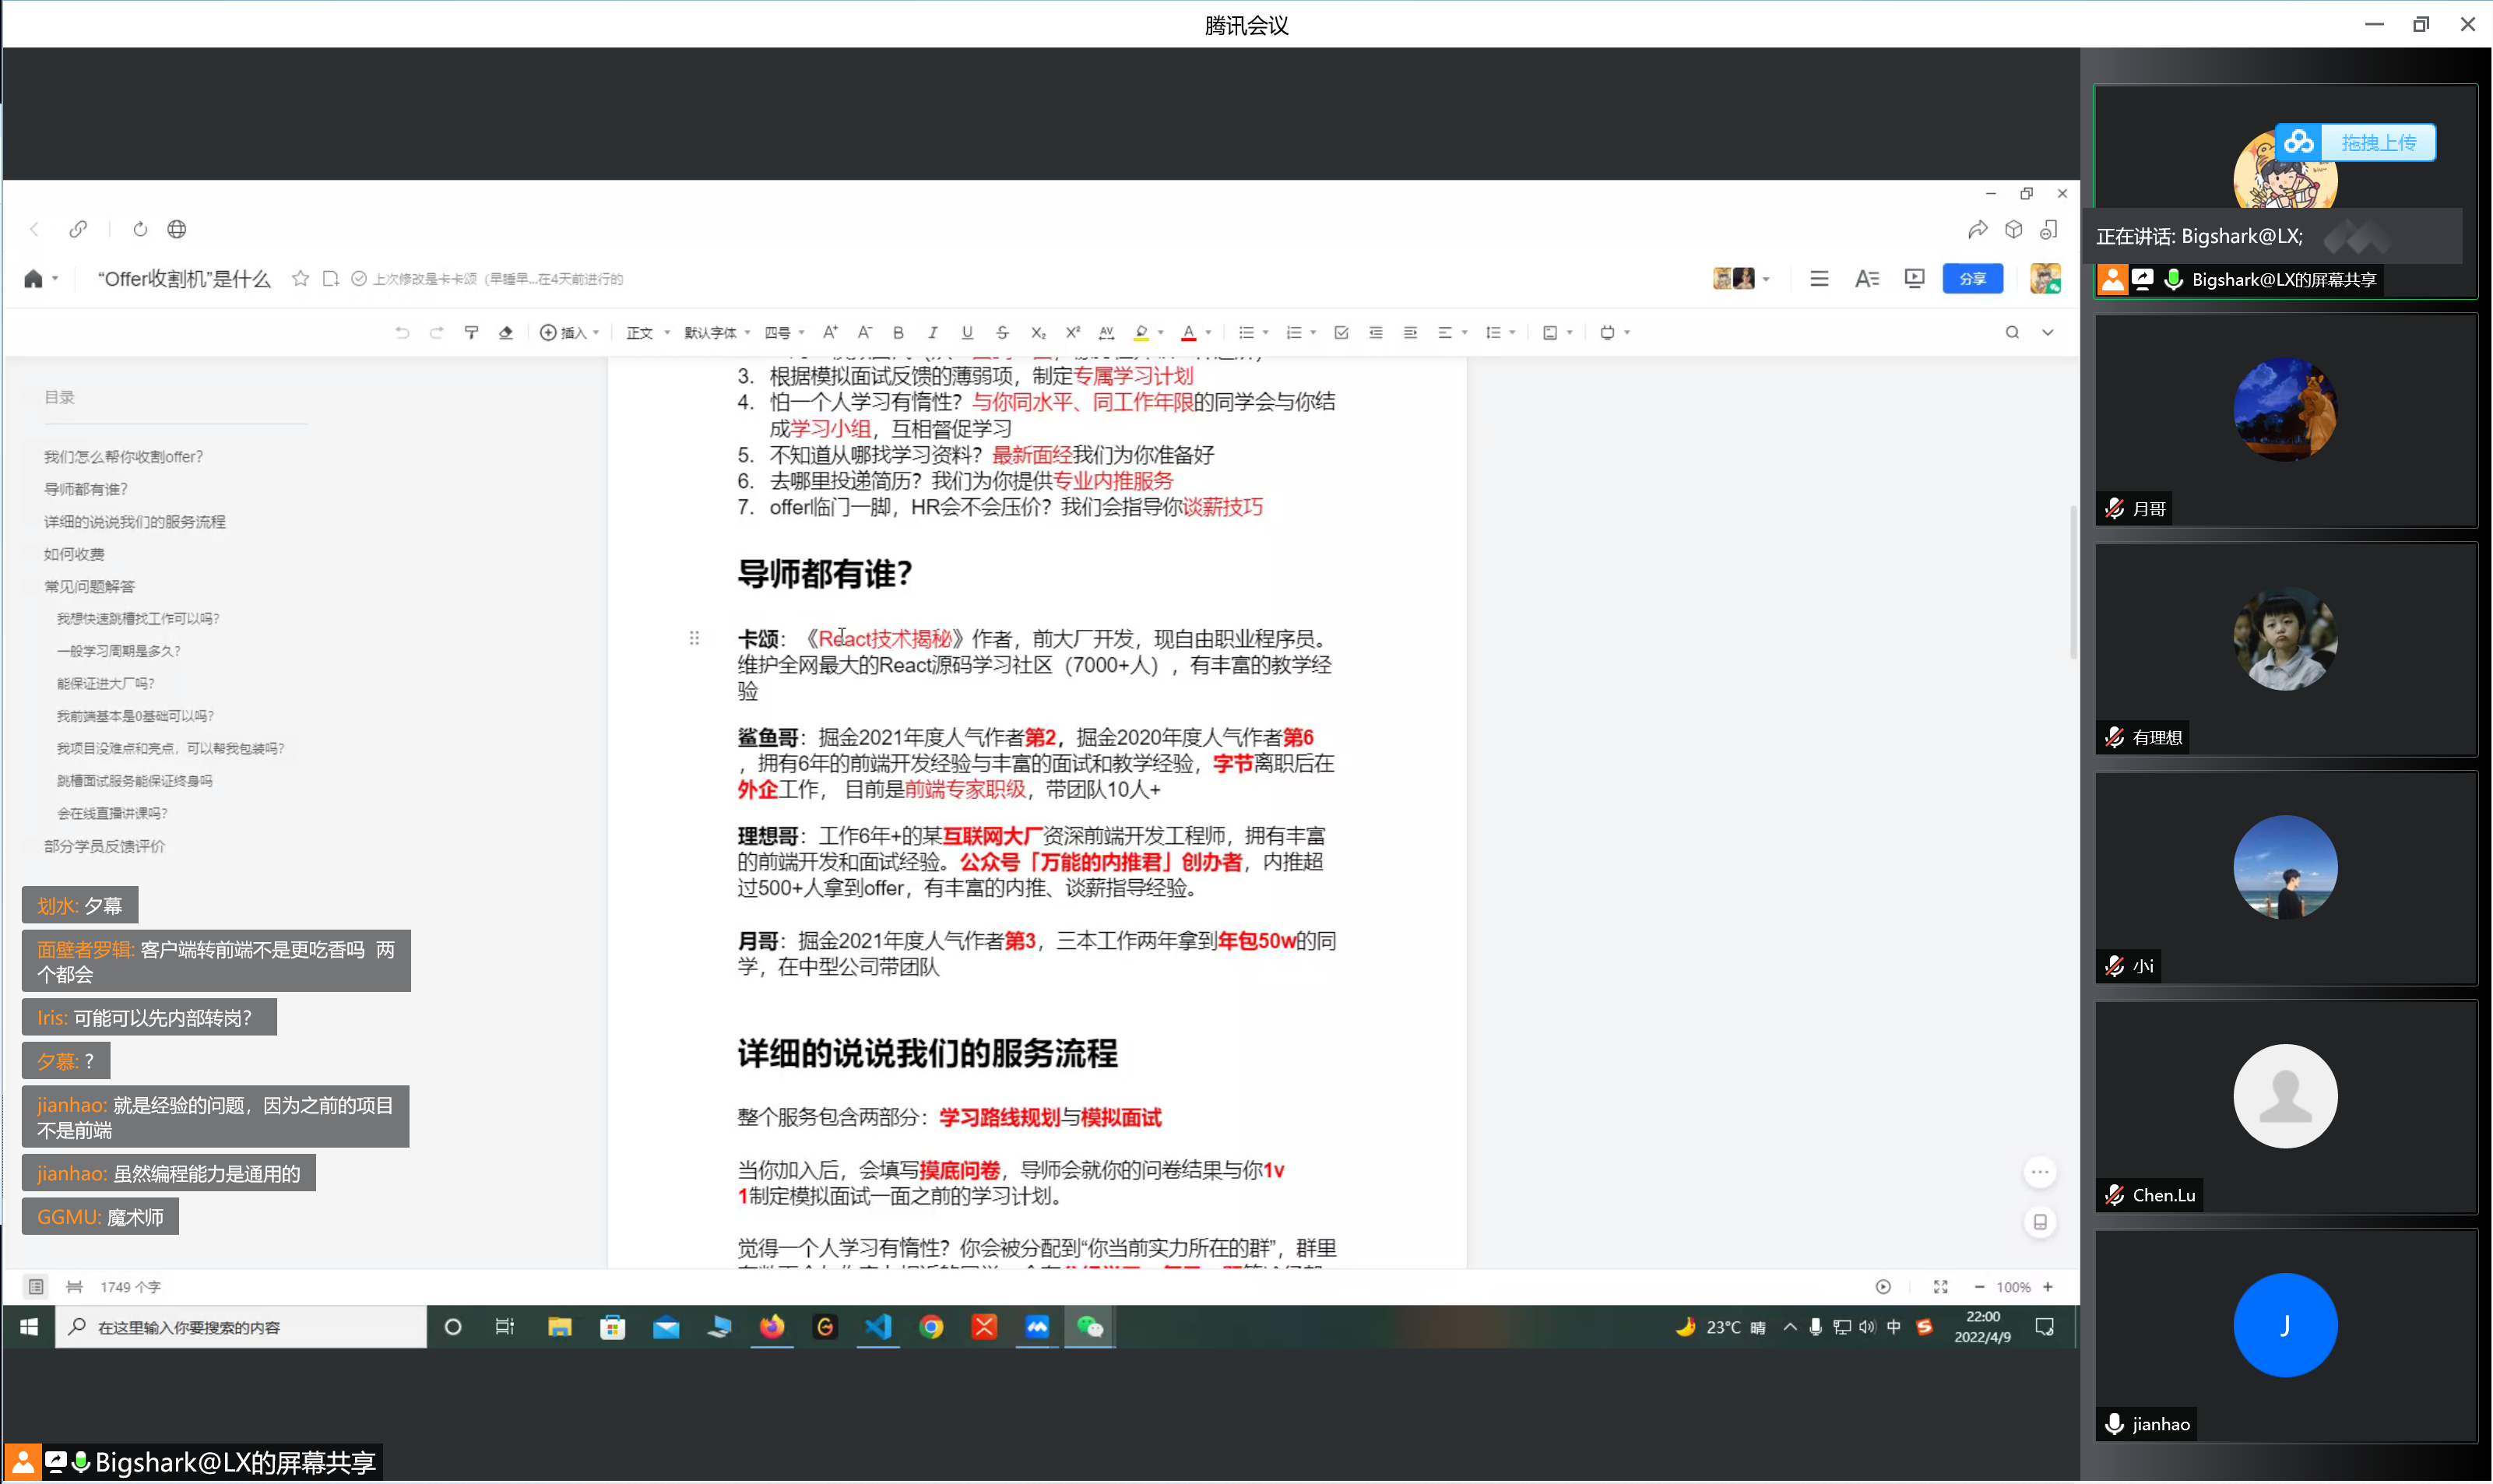 腾讯会议
“Offer收割机”是什么
上次修改是卡卡颂（早睡早...在4天前进行的
分享
插入
正文
默认字体
四号
目录
我们怎么帮你收割offer？
导师都有谁？
详细的说说我们的服务流程
如何收费
常见问题解答
我想快速跳槽找工作可以吗？
一般学习周期是多久？
能保证进大厂吗？
我前端基本是0基础可以吗？
我项目没难点和亮点，可以帮我包装吗？
跳槽面试服务能保证终身吗
会在线直播讲课吗？
部分学员反馈评价
3. 根据模拟面试反馈的薄弱项，制定专属学习计划
4. 怕一个人学习有惰性？与你同水平、同工作年限的同学会与你结
成学习小组，互相督促学习
5. 不知道从哪找学习资料？最新面经我们为你准备好
6. 去哪里投递简历？我们为你提供专业内推服务
7. offer临门一脚，HR会不会压价？我们会指导你谈薪技巧
导师都有谁？
卡颂：《React技术揭秘》作者，前大厂开发，现自由职业程序员。
维护全网最大的React源码学习社区（7000+人），有丰富的教学经
验
鲨鱼哥：掘金2021年度人气作者第2，掘金2020年度人气作者第6
，拥有6年的前端开发经验与丰富的面试和教学经验，字节离职后在
外企工作， 目前是前端专家职级，带团队10人+
理想哥：工作6年+的某互联网大厂资深前端开发工程师，拥有丰富
的前端开发和面试经验。公众号「万能的内推君」创办者，内推超
过500+人拿到offer，有丰富的内推、谈薪指导经验。
月哥：掘金2021年度人气作者第3，三本工作两年拿到年包50w的同
学，在中型公司带团队
详细的说说我们的服务流程
整个服务包含两部分：学习路线规划与模拟面试
当你加入后，会填写摸底问卷，导师会就你的问卷结果与你1v
1制定模拟面试一面之前的学习计划。
觉得一个人学习有惰性？你会被分配到“你当前实力所在的群”，群里
划水: 夕幕
面壁者罗辑: 客户端转前端不是更吃香吗 两
个都会
Iris: 可能可以先内部转岗？
夕慕: ?
jianhao: 就是经验的问题，因为之前的项目
不是前端
jianhao: 虽然编程能力是通用的
GGMU: 魔术师
1749 个字
100%
在这里输入你要搜索的内容
23°C 晴
中
22:00
2022/4/9
Bigshark@LX的屏幕共享
拖拽上传
正在讲话: Bigshark@LX;
Bigshark@LX的屏幕共享
月哥
有理想
小i
Chen.Lu
J
jianhao